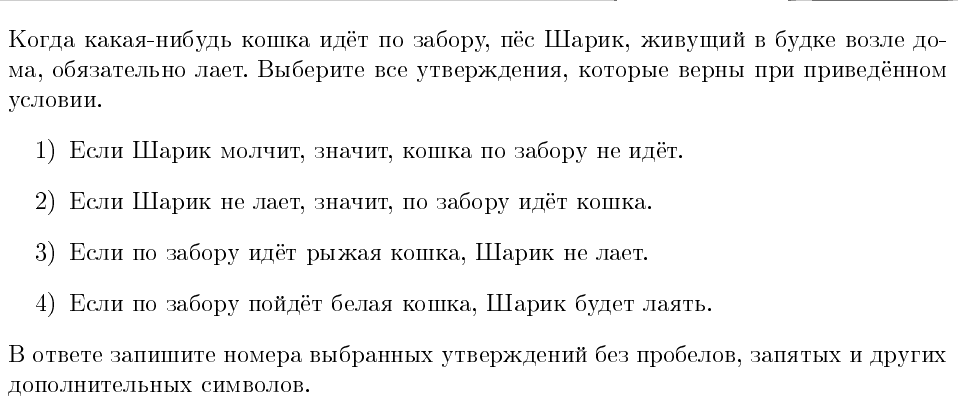 Когда какая-нибудь кошка идёт по забору, пёс Шарик, живущий в будке возле до-
ма, обязательно лает. Выберите все утверждения, которые верны при приведённом
условии.
1) Если Шарик молчит, значит, кошка по забору не идёт.
2) Если Шарик не лает, значит, по забору идёт кошка.
3) Если по забору идёт рыжая кошка, Шарик не лает.
4) Если по забору пойдёт белая кошка, Шарик будет лаять.
В ответе запишите номера выбранных утверждений без пробелов, запятых и других
дополнительных символов.